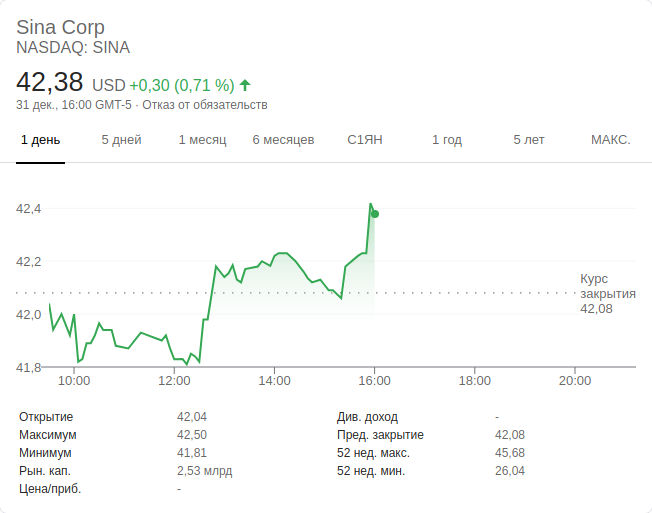 Sina Corp
NASDAQ: SINA
42,38 USD +0,30 (0,71 %)
31 дек., 16:00 GMT-5 · Отказ от обязательств
1 день 5 дней 1 месяц 6 месяцев С1ЯН 1 год 5 лет МАКС.
42,4
42,2
42,0
41,8
Курс
закрытия
42,08
10:00 12:00 14:00 16:00 18:00 20:00
Открытие 42,04 Див. доход -
Максимум 42,50 Пред. закрытие 42,08
Минимум 41,81 52 нед. макс. 45,68
Рын. кап. 2,53 млрд 52 нед. мин. 26,04
Цена/приб. -